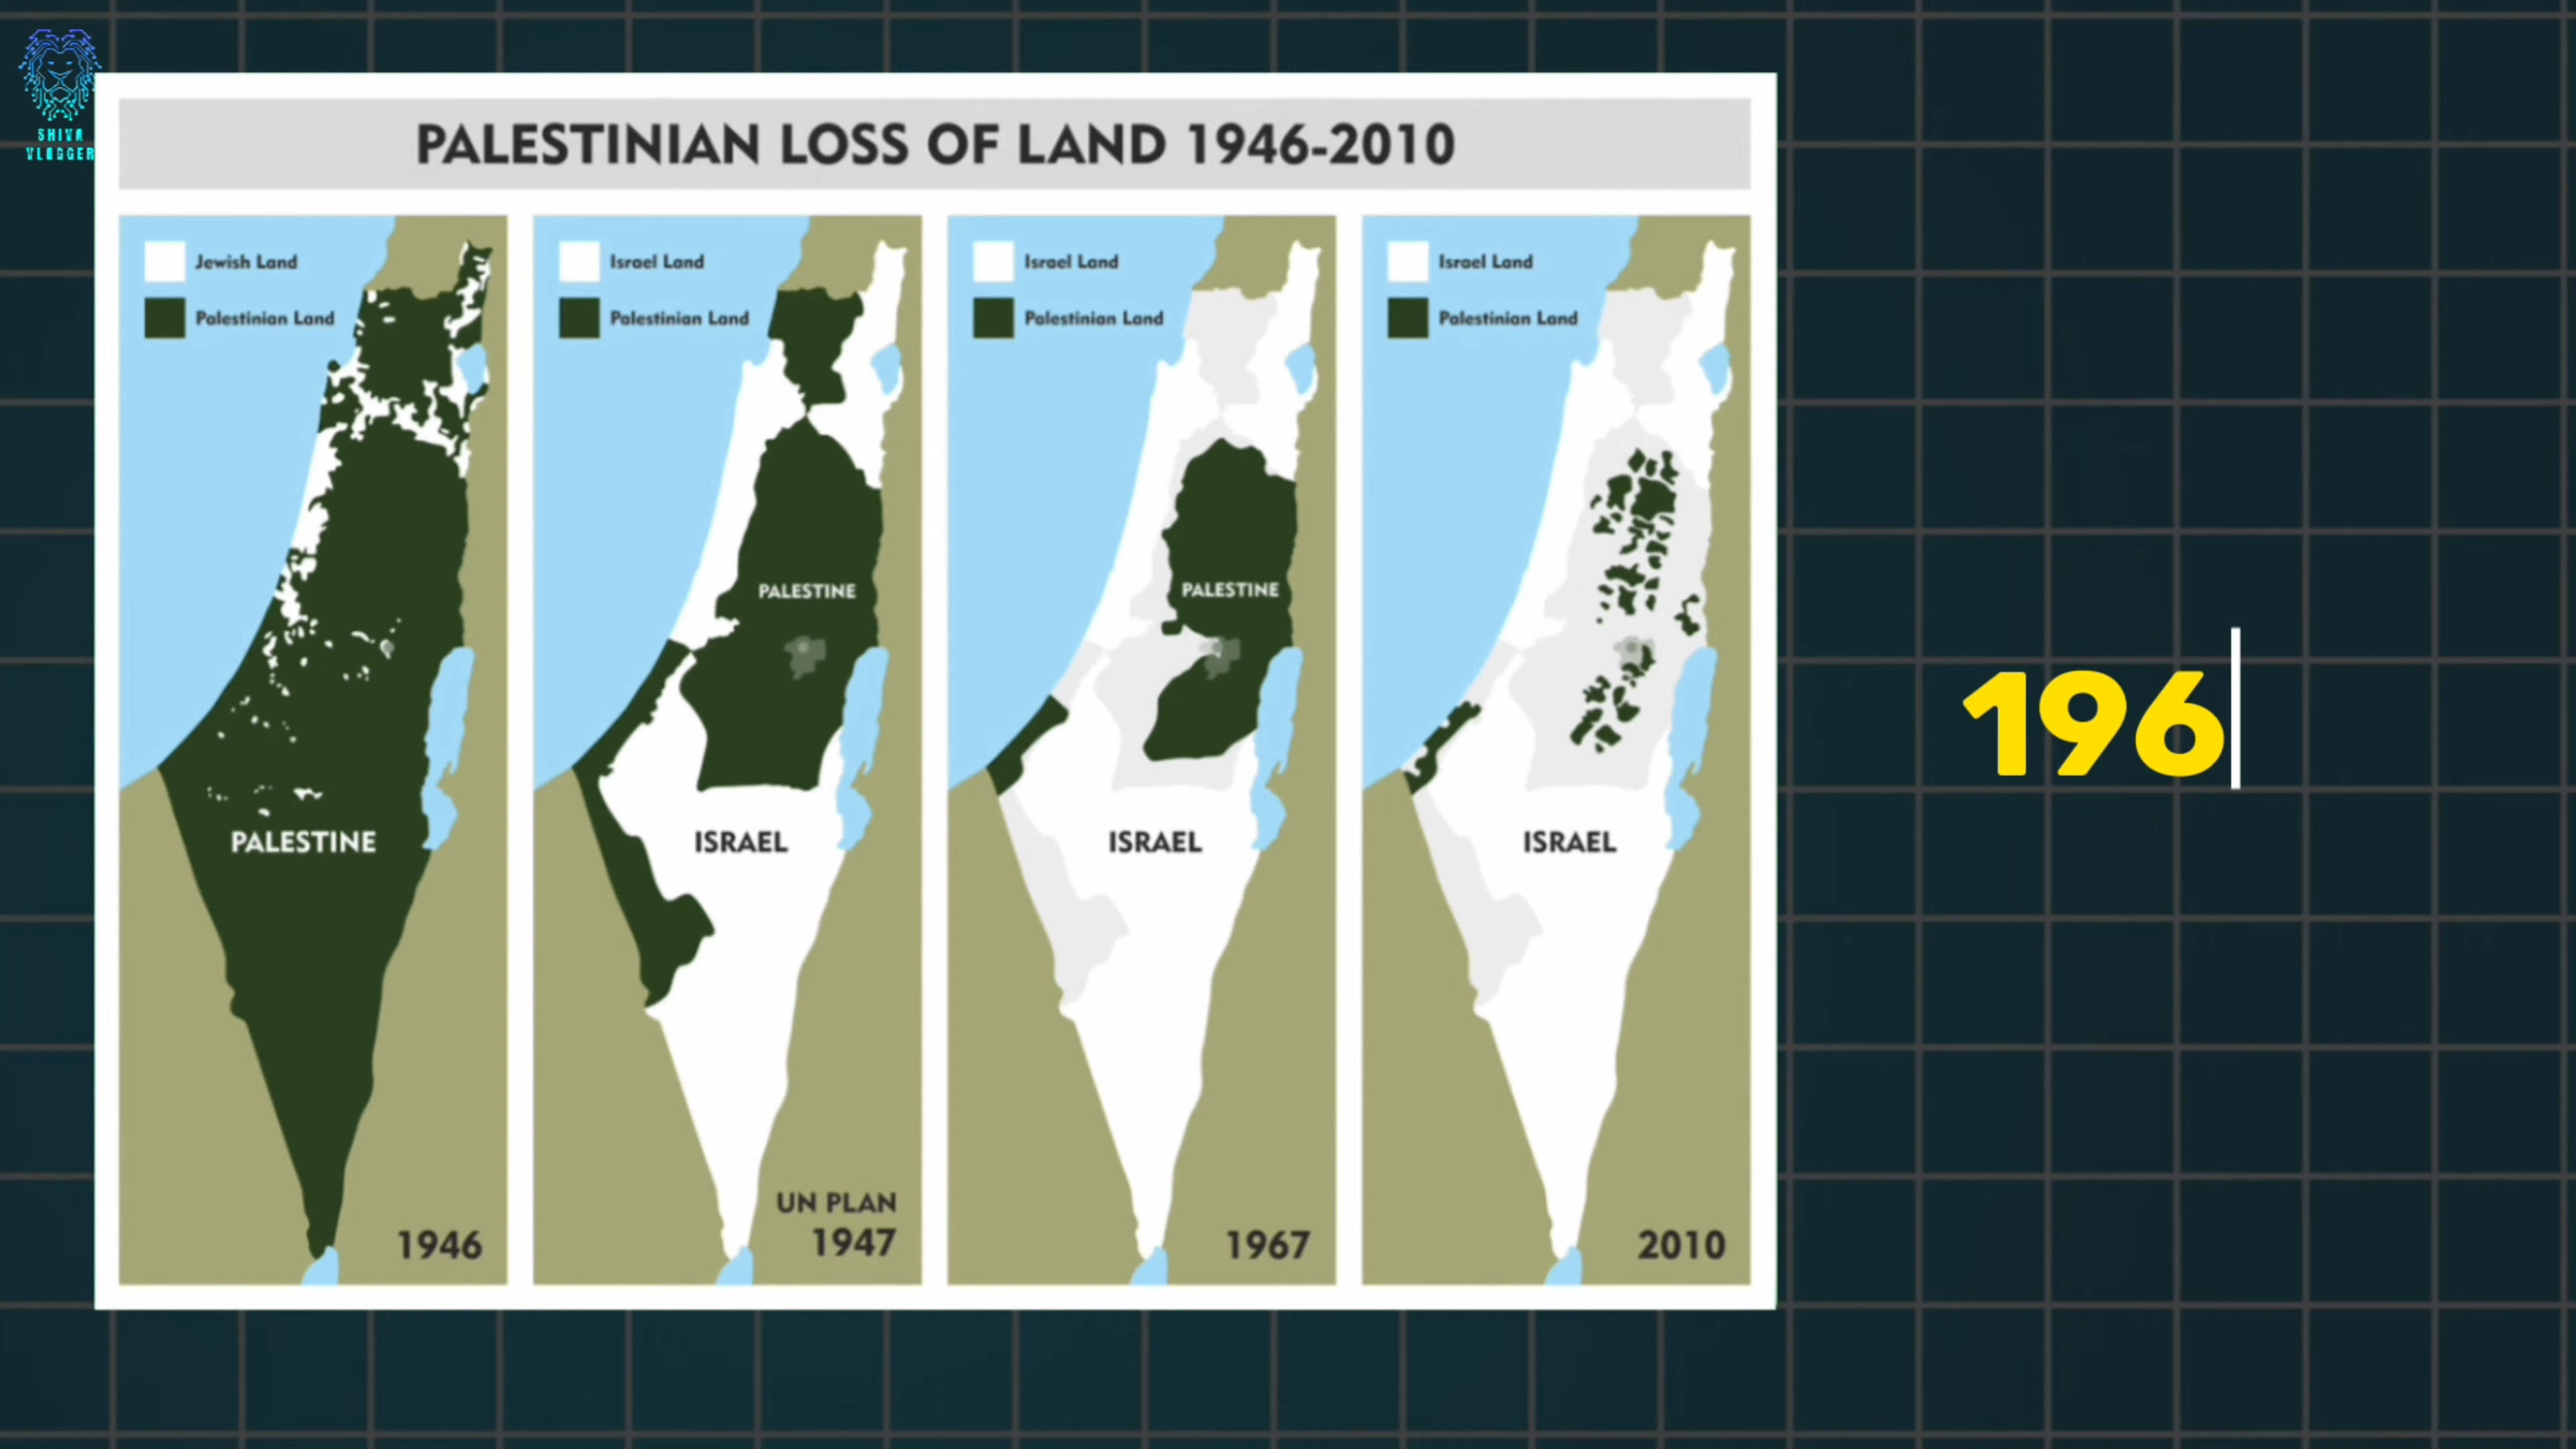 SHIVA
VLOGGER
PALESTINIAN LOSS OF LAND 1946-2010
Jewish Land
Palestinian Land
PALESTINE
1946
Israel Land
Palestinian Land
PALESTINE
ISRAEL
UN PLAN
1947
Israel Land
Palestinian Land
PALESTINE
ISRAEL
1967
Israel Land
Palestinian Land
ISRAEL
2010
196